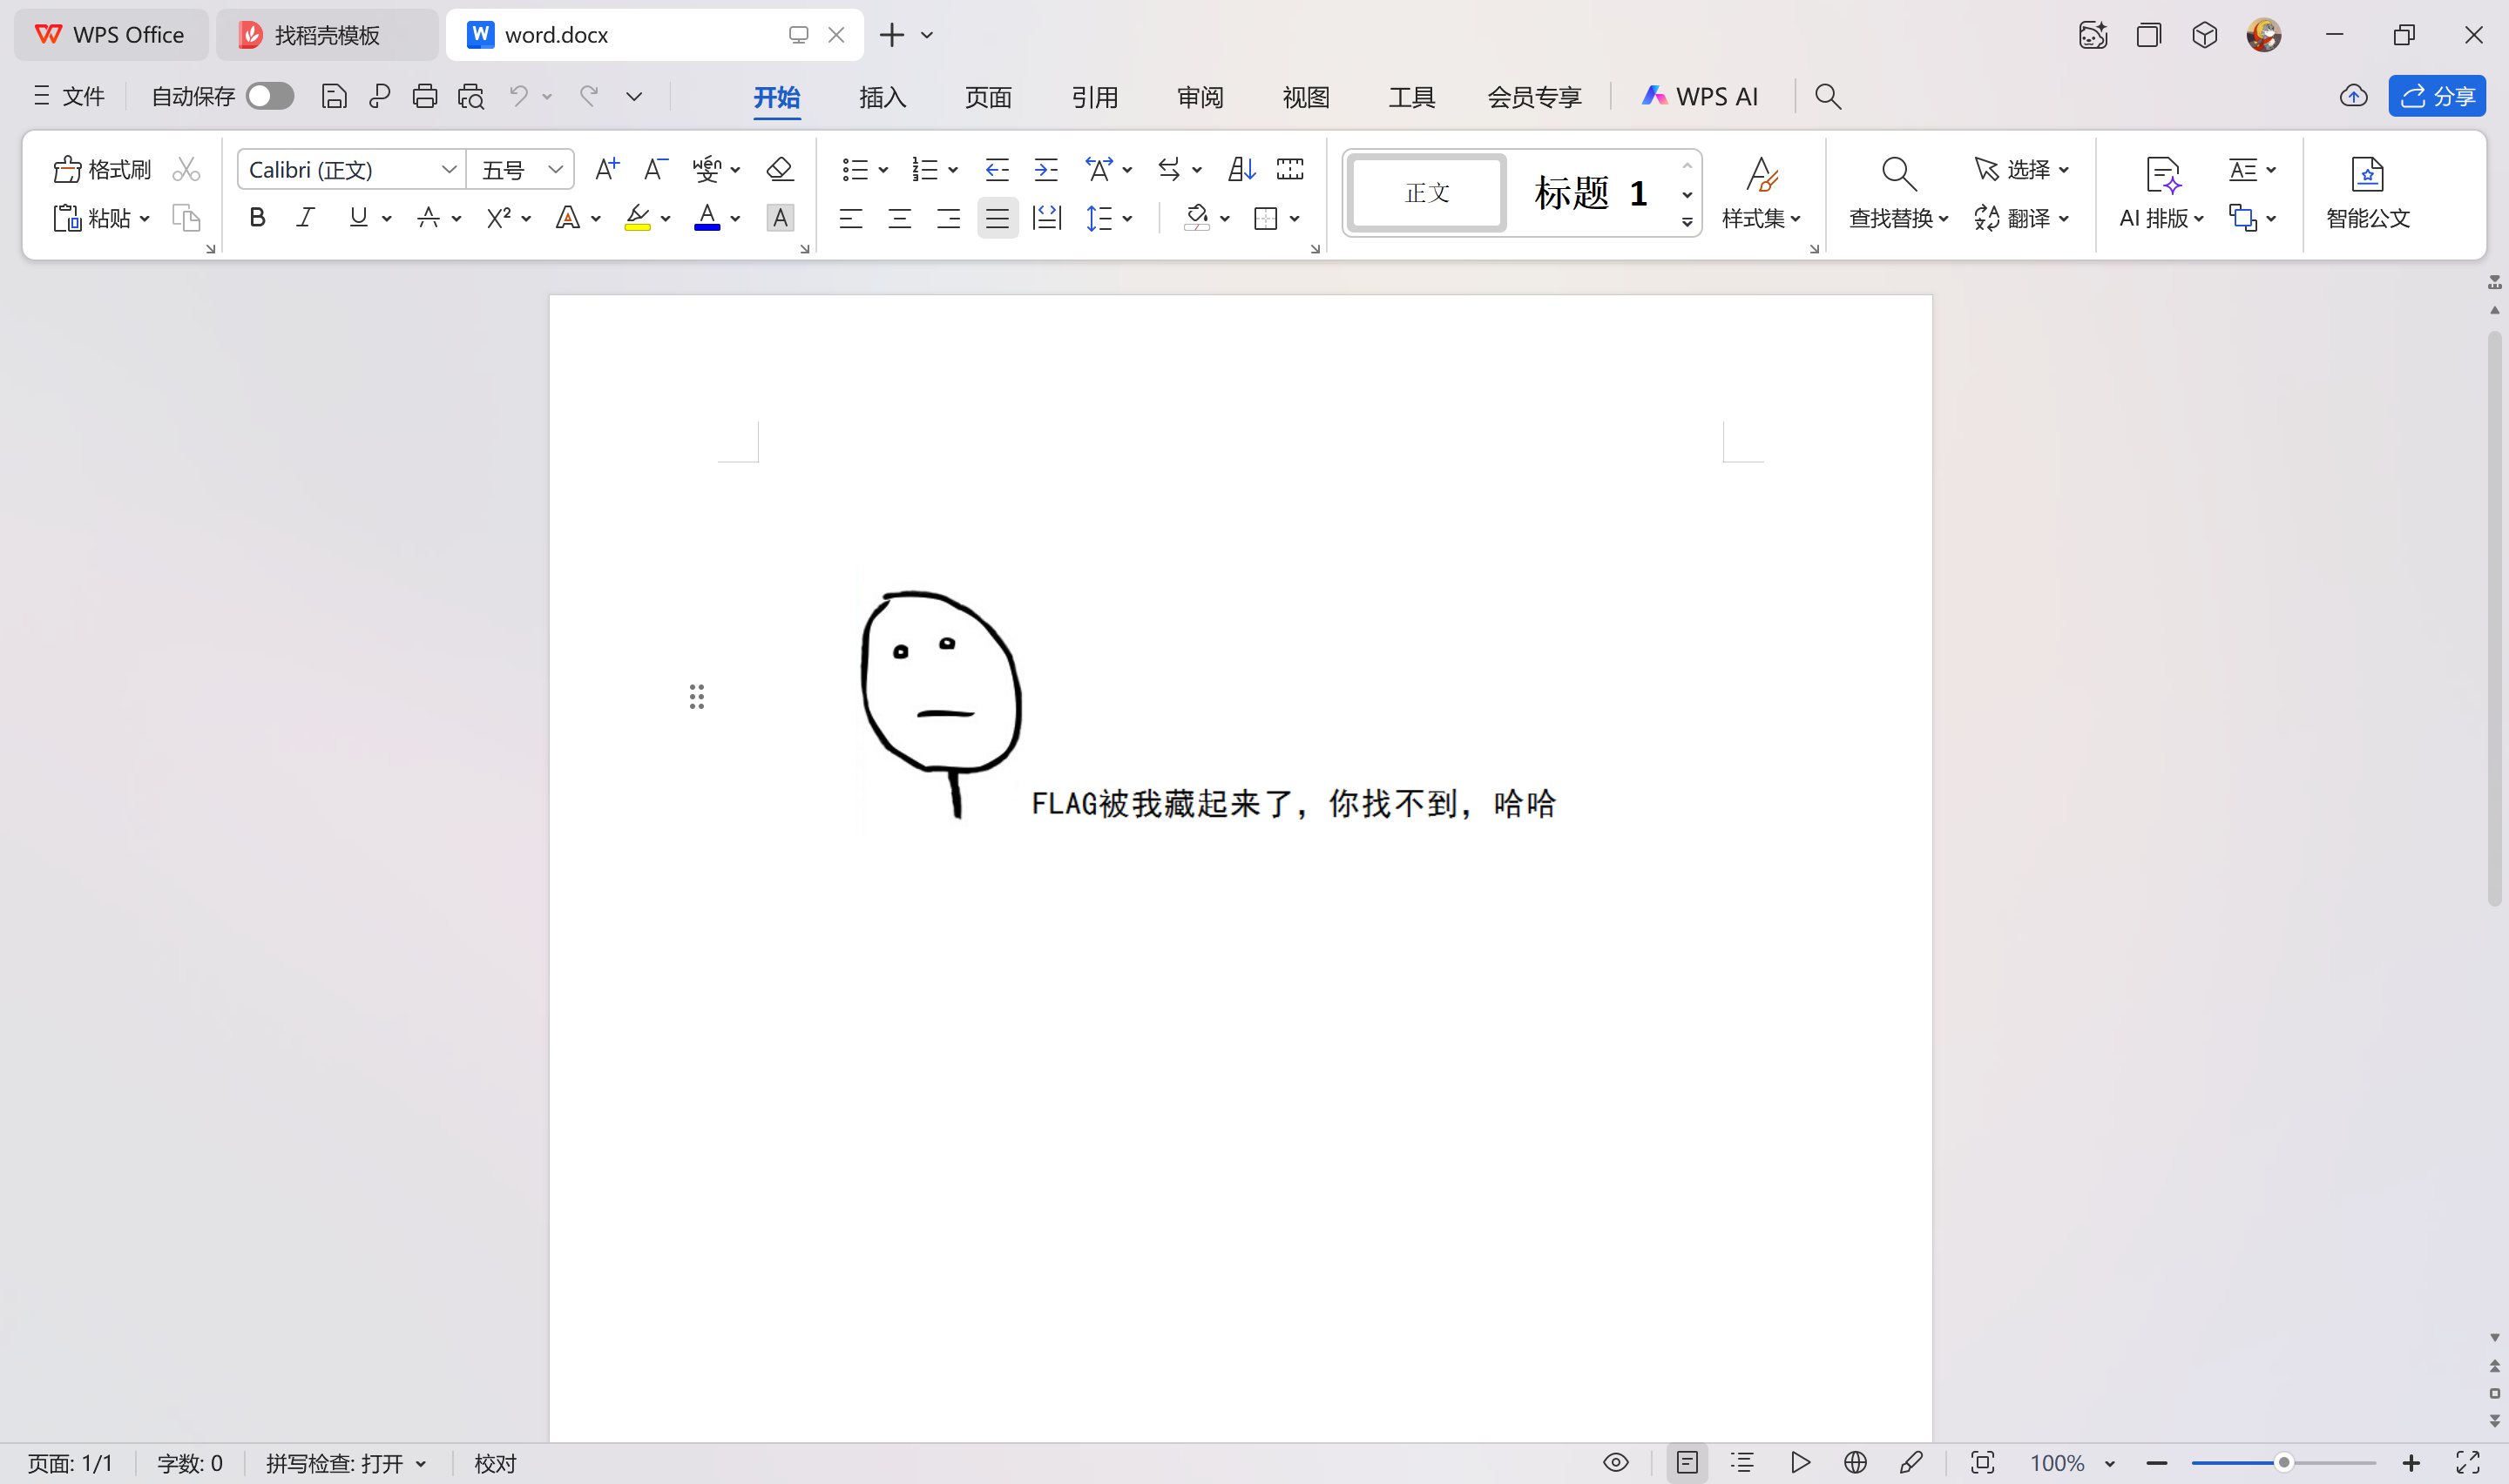 WPS Office 找稻壳模板 word.docx
文件 自动保存 开始 插入 页面 引用 审阅 视图 工具 会员专享 WPS AI 分享
格式刷 Calibri (正文) 五号 A+ A- wén 变 正文 标题 1 样式集 查找替换 选择 AI 排版 智能公文
粘贴 B I U A X² A A A 翻译
FLAG被我藏起来了，你找不到，哈哈
页面: 1/1 字数: 0 拼写检查: 打开 校对 100%